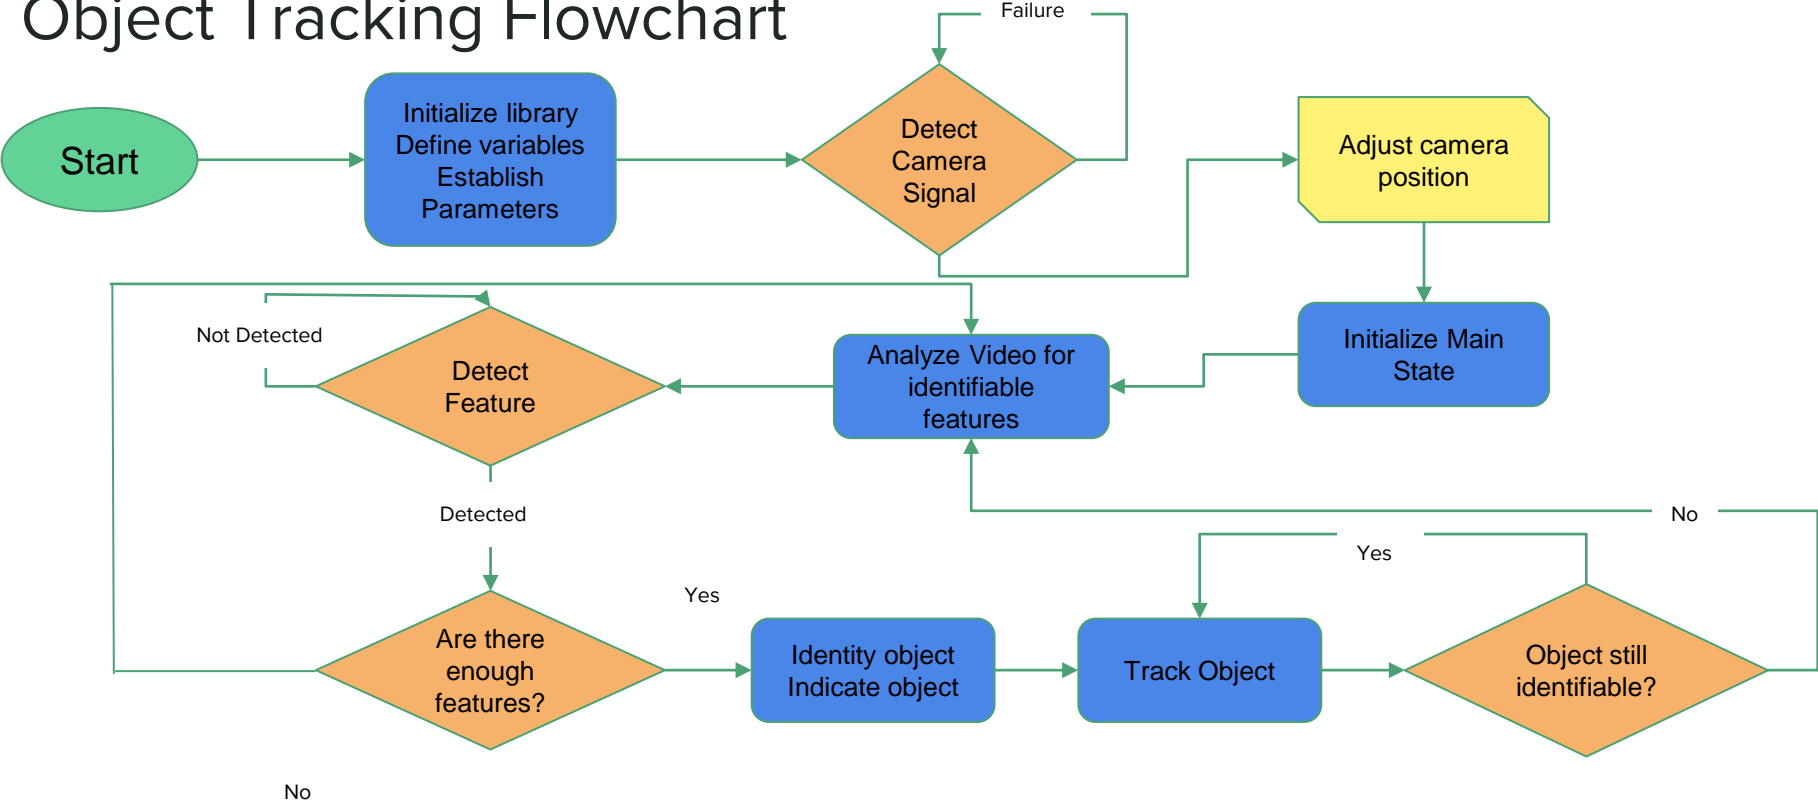 Object Tracking Flowchart
Failure
Start
Initialize library
Define variables
Establish
Parameters
Detect
Camera
Signal
Adjust camera
position
Not Detected
Detect
Feature
Analyze Video for
identifiable
features
Initialize Main
State
Detected
No
Yes
Yes
Are there
enough
features?
Identity object
Indicate object
Track Object
Object still
identifiable?
No